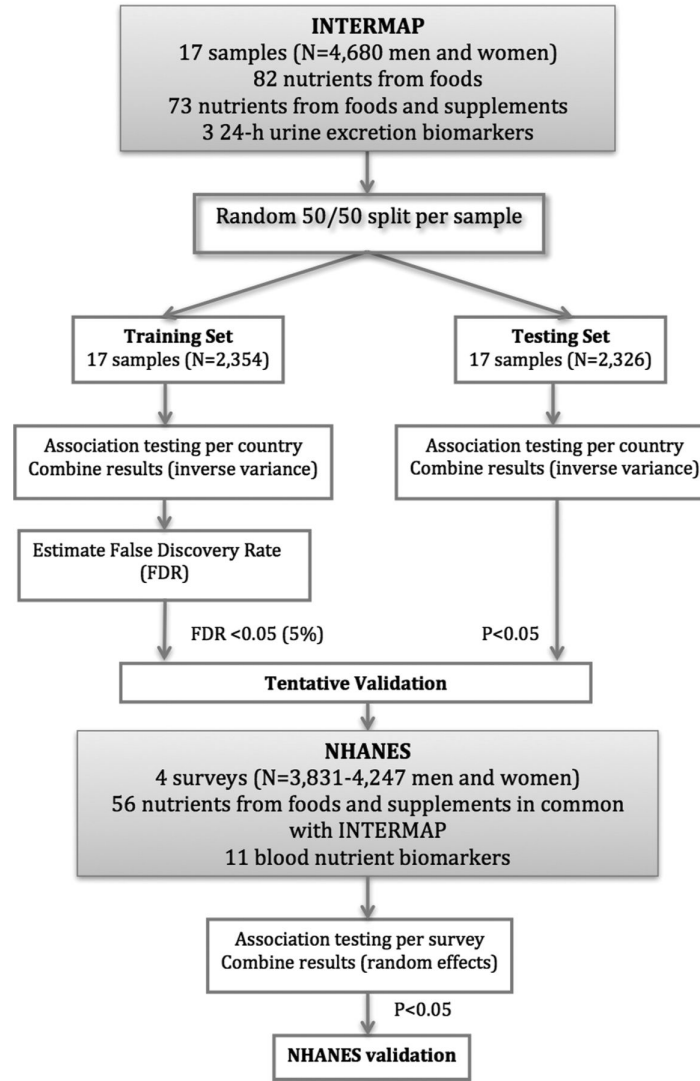 INTERMAP
17 samples (N=4,680 men and women)
82 nutrients from foods
73 nutrients from foods and supplements
3 24-h urine excretion biomarkers
Random 50/50 split per sample
Training Set
17 samples (N=2,354)
Testing Set
17 samples (N=2,326)
Association testing per country
Combine results (inverse variance)
Association testing per country
Combine results (inverse variance)
Estimate False Discovery Rate
(FDR)
FDR <0.05 (5%)
P<0.05
Tentative Validation
NHANES
4 surveys (N=3,831-4,247 men and women)
56 nutrients from foods and supplements in common
with INTERMAP
11 blood nutrient biomarkers
Association testing per survey
Combine results (random effects)
P<0.05
NHANES validation